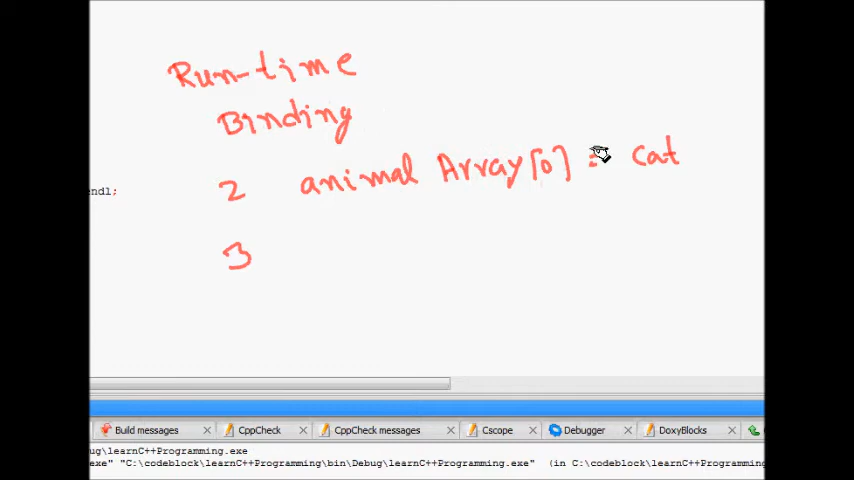 Run-time
Binding
2 animal Array[0] = cat
endl;
3
Build messages CppCheck CppCheck messages Cscope Debugger DoxyBlocks
ug\learnC++Programming.exe
exe" "C:\codeblock\learnC++Programming\bin\Debug\learnC++Programming.exe" (in C:\codeblock\learnC++Programming